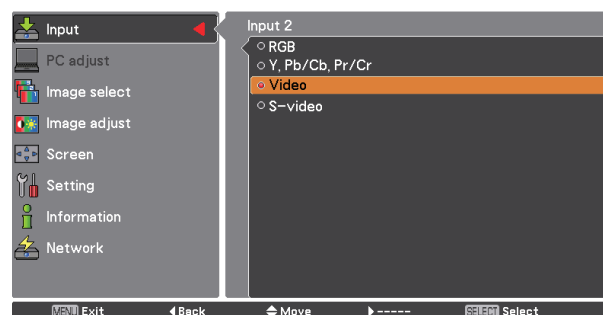 Input
PC adjust
Image select
Image adjust
Screen
Setting
Information
Network
Input 2
RGB
Y, Pb/Cb, Pr/Cr
Video
S-video
MENU Exit
Back
Move
-----
SELECT Select